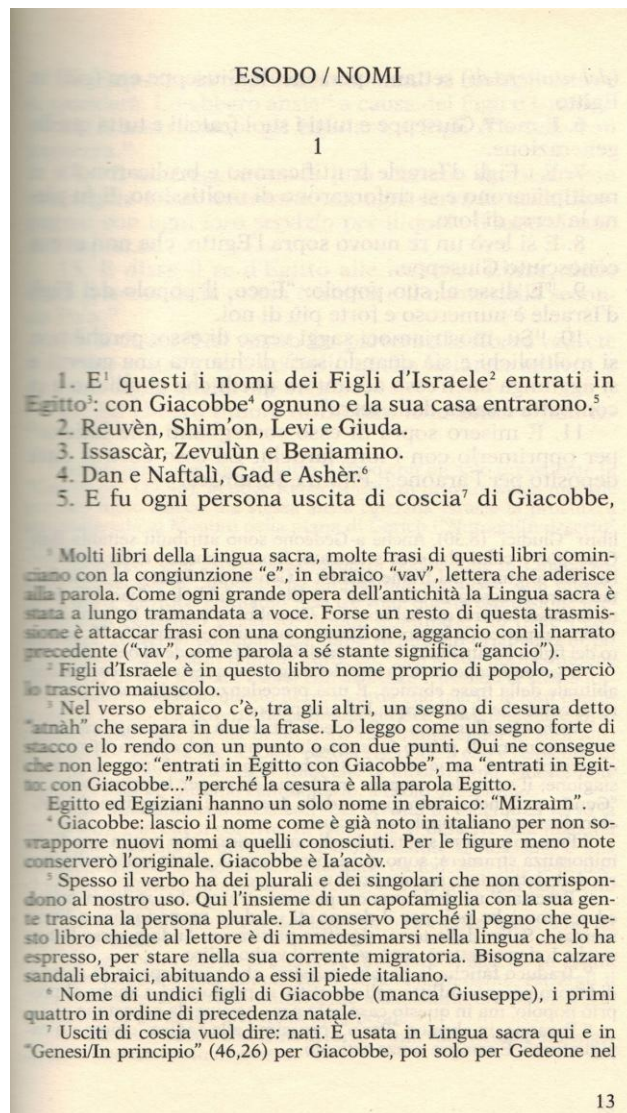 ESODO / NOMI
1
1. E¹ questi i nomi dei Figli d'Israele² entrati in
Egitto³: con Giacobbe⁴ ognuno e la sua casa entrarono.⁵
2. Reuvèn, Shim'on, Levi e Giuda.
3. Issascàr, Zevulùn e Beniamino.
4. Dan e Naftalì, Gad e Ashèr.⁶
5. E fu ogni persona uscita di coscia⁷ di Giacobbe,
¹ Molti libri della Lingua sacra, molte frasi di questi libri comin-
ciano con la congiunzione “e”, in ebraico “vav”, lettera che aderisce
alla parola. Come ogni grande opera dell'antichità la Lingua sacra è
stata a lungo tramandata a voce. Forse un resto di questa trasmis-
sione è attaccar frasi con una congiunzione, aggancio con il narrato
precedente (“vav”, come parola a sé stante significa “gancio”).
² Figli d'Israele è in questo libro nome proprio di popolo, perciò
lo trascrivo maiuscolo.
³ Nel verso ebraico c'è, tra gli altri, un segno di cesura detto
“atnàh” che separa in due la frase. Lo leggo come un segno forte di
stacco e lo rendo con un punto o con due punti. Qui ne consegue
che non leggo: “entrati in Egitto con Giacobbe”, ma “entrati in Egit-
to: con Giacobbe...” perché la cesura è alla parola Egitto.
Egitto ed Egiziani hanno un solo nome in ebraico: “Mizraìm”.
⁴ Giacobbe: lascio il nome come è già noto in italiano per non so-
vrapporre nuovi nomi a quelli conosciuti. Per le figure meno note
conserverò l'originale. Giacobbe è Ia'acòv.
⁵ Spesso il verbo ha dei plurali e dei singolari che non corrispon-
dono al nostro uso. Qui l'insieme di un capofamiglia con la sua gen-
te trascina la persona plurale. La conservo perché il pegno che que-
sto libro chiede al lettore è di immedesimarsi nella lingua che lo ha
espresso, per stare nella sua corrente migratoria. Bisogna calzare
sandali ebraici, abituando a essi il piede italiano.
⁶ Nome di undici figli di Giacobbe (manca Giuseppe), i primi
quattro in ordine di precedenza natale.
⁷ Usciti di coscia vuol dire: nati. È usata in Lingua sacra qui e in
“Genesi/In principio” (46,26) per Giacobbe, poi solo per Gedeone nel
13